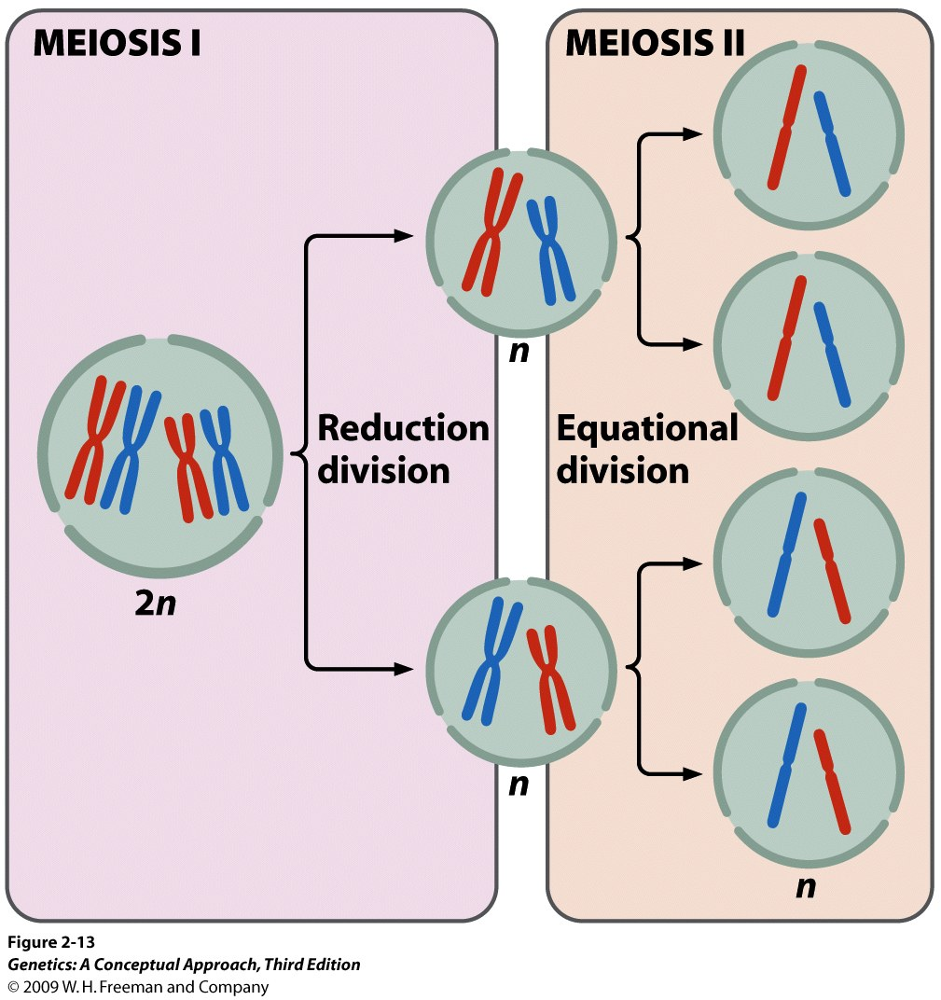 MEIOSIS I
MEIOSIS II
n
Reduction
division
Equational
division
2n
n
n
Figure 2-13
Genetics: A Conceptual Approach, Third Edition
© 2009 W. H. Freeman and Company